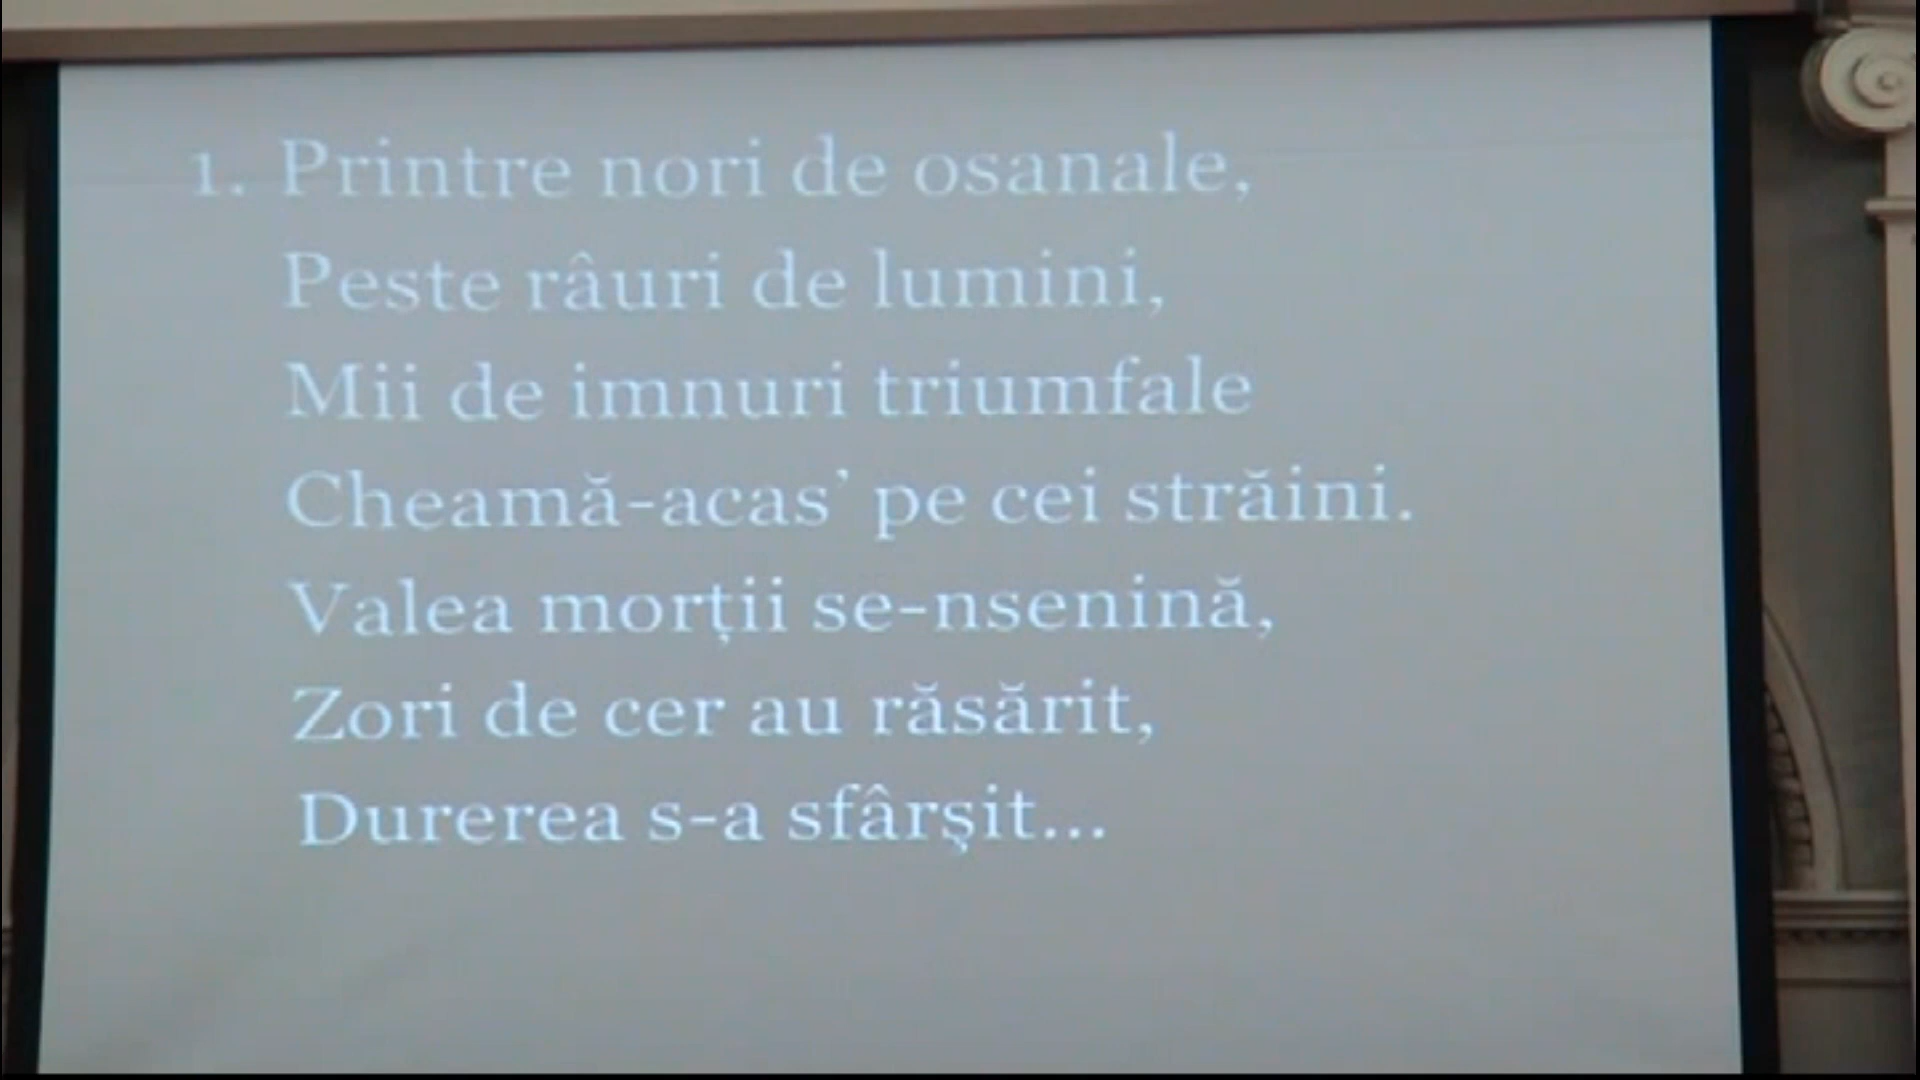 1. Printre nori de osanale,
Peste râuri de lumini,
Mii de imnuri triumfale
Cheamă-acas’ pe cei străini.
Valea morții se-nsenină,
Zori de cer au răsărit,
Durerea s-a sfârșit...